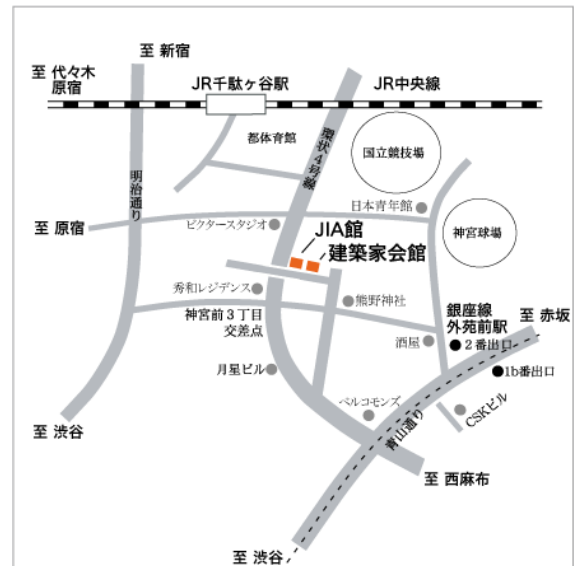 至 新宿
至 代々木
原宿
JR千駄ヶ谷駅
JR中央線
都体育館
環状4号線
国立競技場
明治通り
日本青年館
至 原宿
ビクタースタジオ
神宮球場
JIA館
建築家会館
秀和レジデンス
熊野神社
神宮前3丁目
交差点
銀座線
外苑前駅
至 赤坂
酒屋
2番出口
月星ビル
1b番出口
ベルコモンズ
青山通り
CSKビル
至 渋谷
至 西麻布
至 渋谷